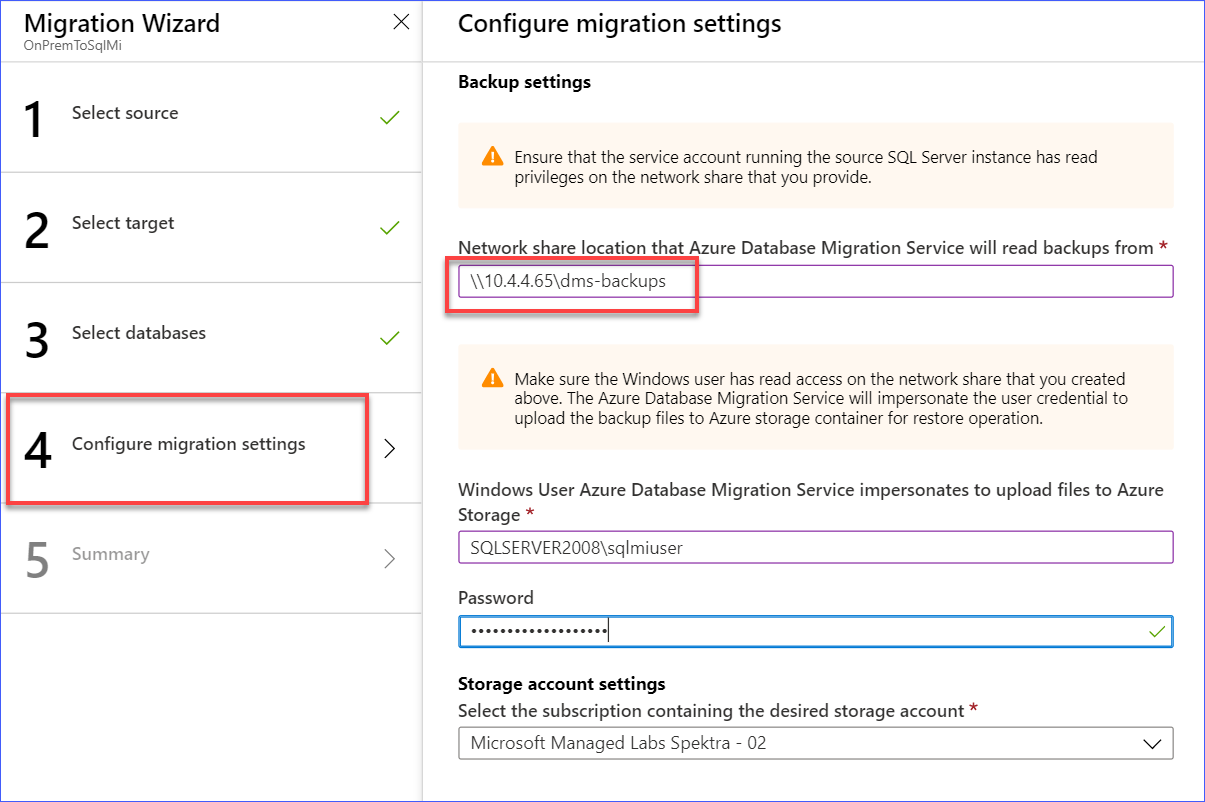 Migration Wizard
OnPremToSqlMi
1
Select source
2
Select target
3
Select databases
4
Configure migration settings
5
Summary
Configure migration settings
Backup settings
Ensure that the service account running the source SQL Server instance has read
privileges on the network share that you provide.
Network share location that Azure Database Migration Service will read backups from *
\\10.4.4.65\dms-backups
Make sure the Windows user has read access on the network share that you created
above. The Azure Database Migration Service will impersonate the user credential to
upload the backup files to Azure storage container for restore operation.
Windows User Azure Database Migration Service impersonates to upload files to Azure
Storage *
SQLSERVER2008\sqlmiuser
Password
•••••••••••••••••••
Storage account settings
Select the subscription containing the desired storage account *
Microsoft Managed Labs Spektra - 02